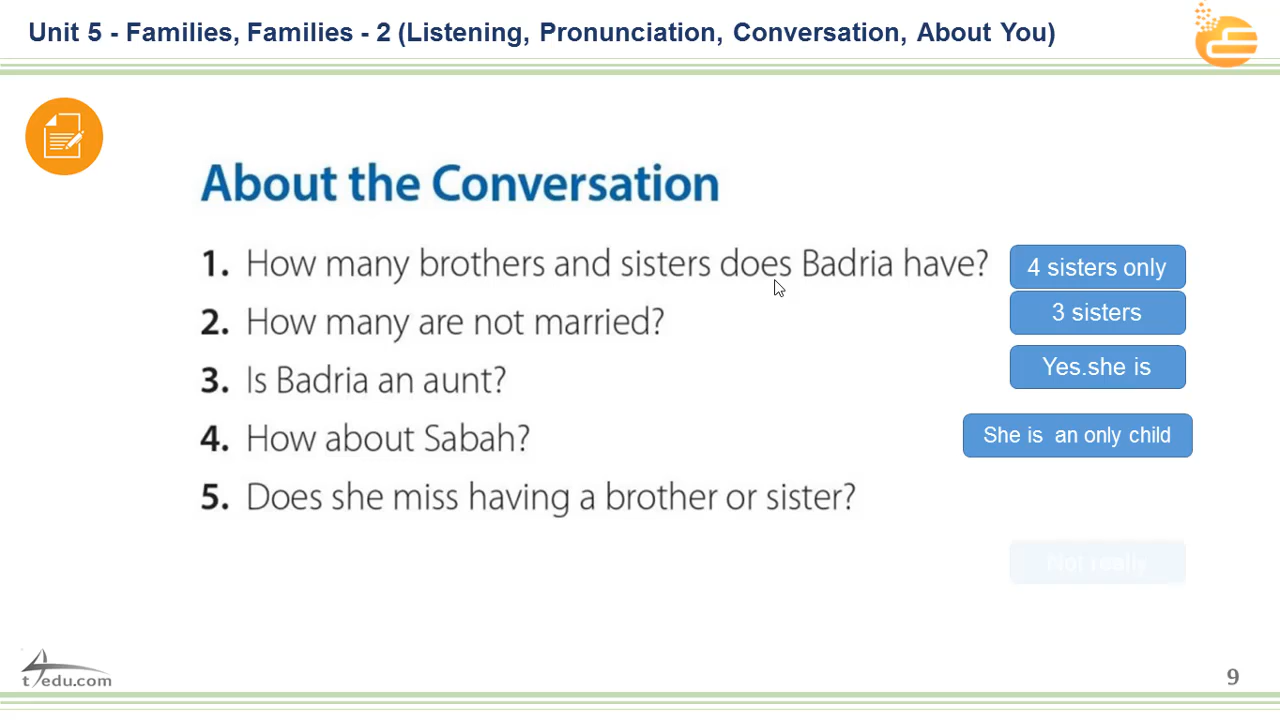 Unit 5 - Families, Families - 2 (Listening, Pronunciation, Conversation, About You)
About the Conversation
1. How many brothers and sisters does Badria have?
4 sisters only
2. How many are not married?
3 sisters
3. Is Badria an aunt?
Yes.she is
4. How about Sabah?
She is an only child
5. Does she miss having a brother or sister?
Not really
t4edu.com
9